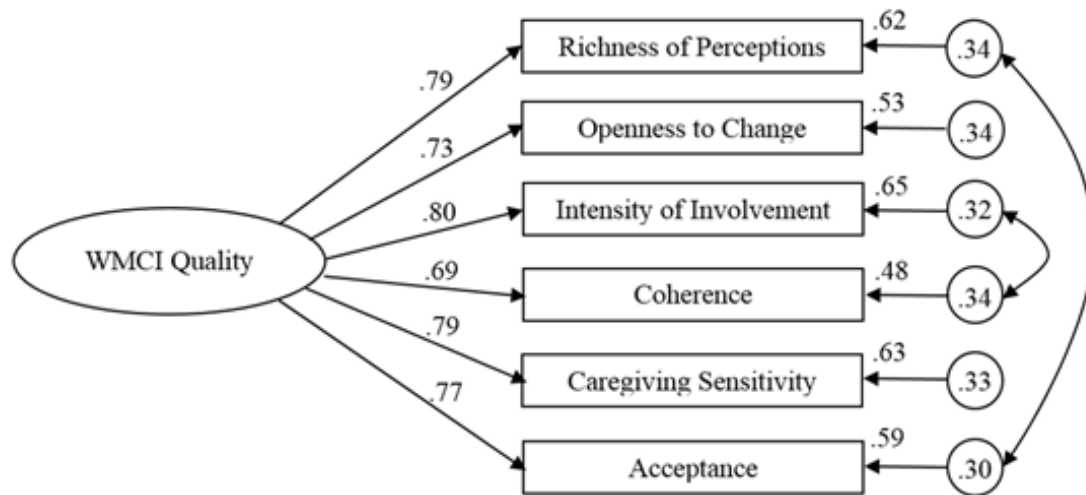 .79
.73
.80
.69
.79
.77
WMCI Quality
Richness of Perceptions
.62
.34
Openness to Change
.53
.34
Intensity of Involvement
.65
.32
Coherence
.48
.34
Caregiving Sensitivity
.63
.33
Acceptance
.59
.30